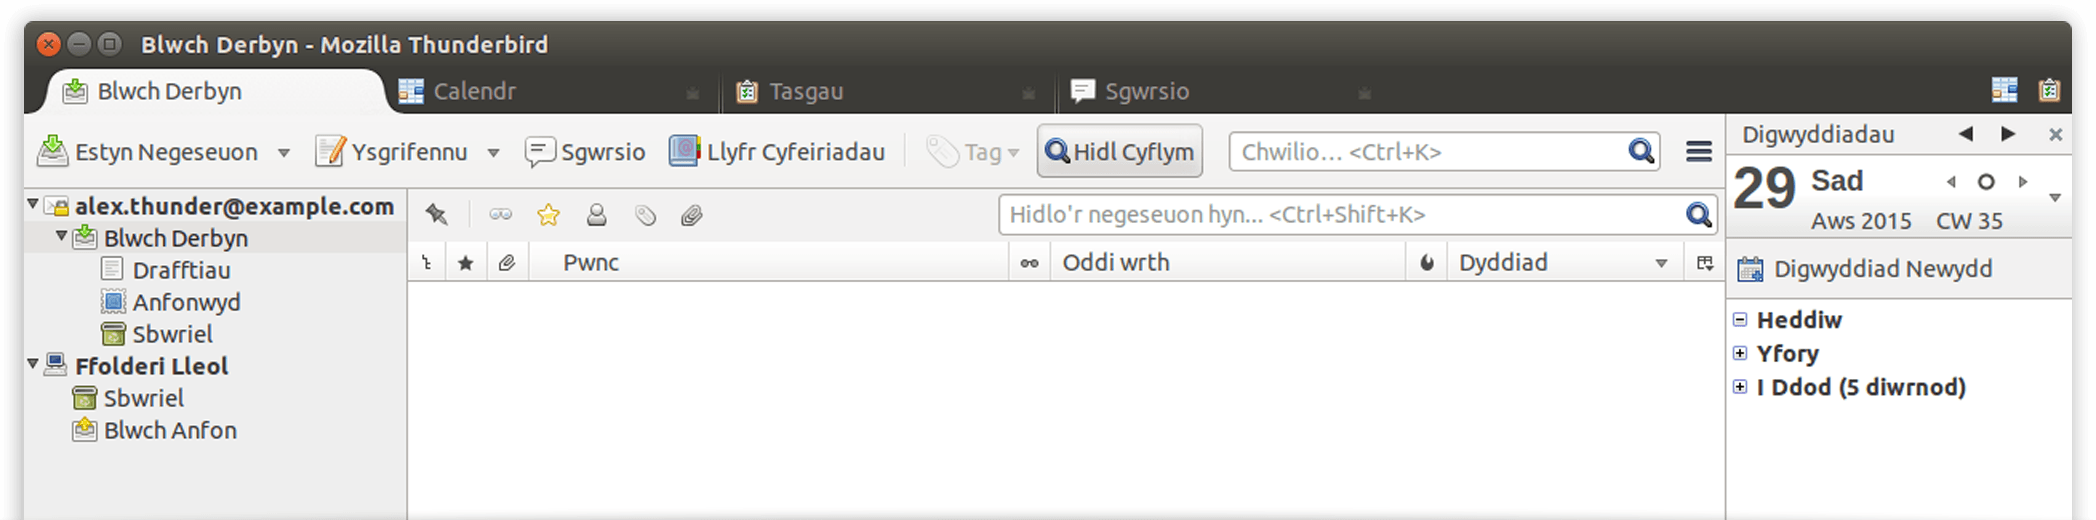 Blwch Derbyn - Mozilla Thunderbird
Blwch Derbyn
Calendr
Tasgau
Sgwrsio
Estyn Negeseuon
Ysgrifennu
Sgwrsio
Llyfr Cyfeiriadau
Tag
Hidl Cyflym
Chwilio... <Ctrl+K>
alex.thunder@example.com
Blwch Derbyn
Drafftiau
Anfonwyd
Sbwriel
Ffolderi Lleol
Sbwriel
Blwch Anfon
Hidlo'r negeseuon hyn... <Ctrl+Shift+K>
Pwnc
Oddi wrth
Dyddiad
Digwyddiadau
29 Sad
Aws 2015 CW 35
Digwyddiad Newydd
Heddiw
Yfory
I Ddod (5 diwrnod)